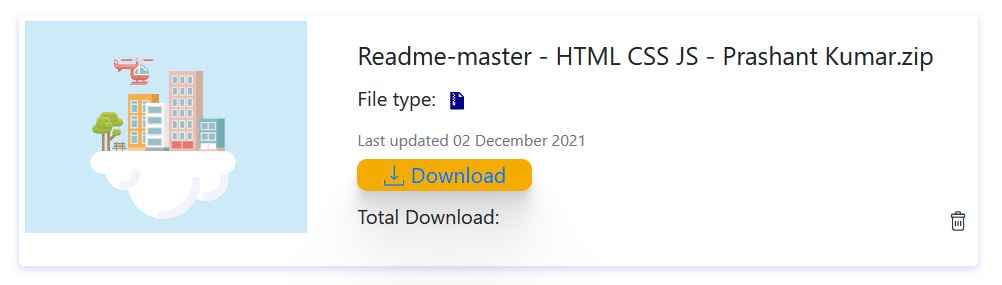 Readme-master - HTML CSS JS - Prashant Kumar.zip
File type:
Last updated 02 December 2021
Download
Total Download: